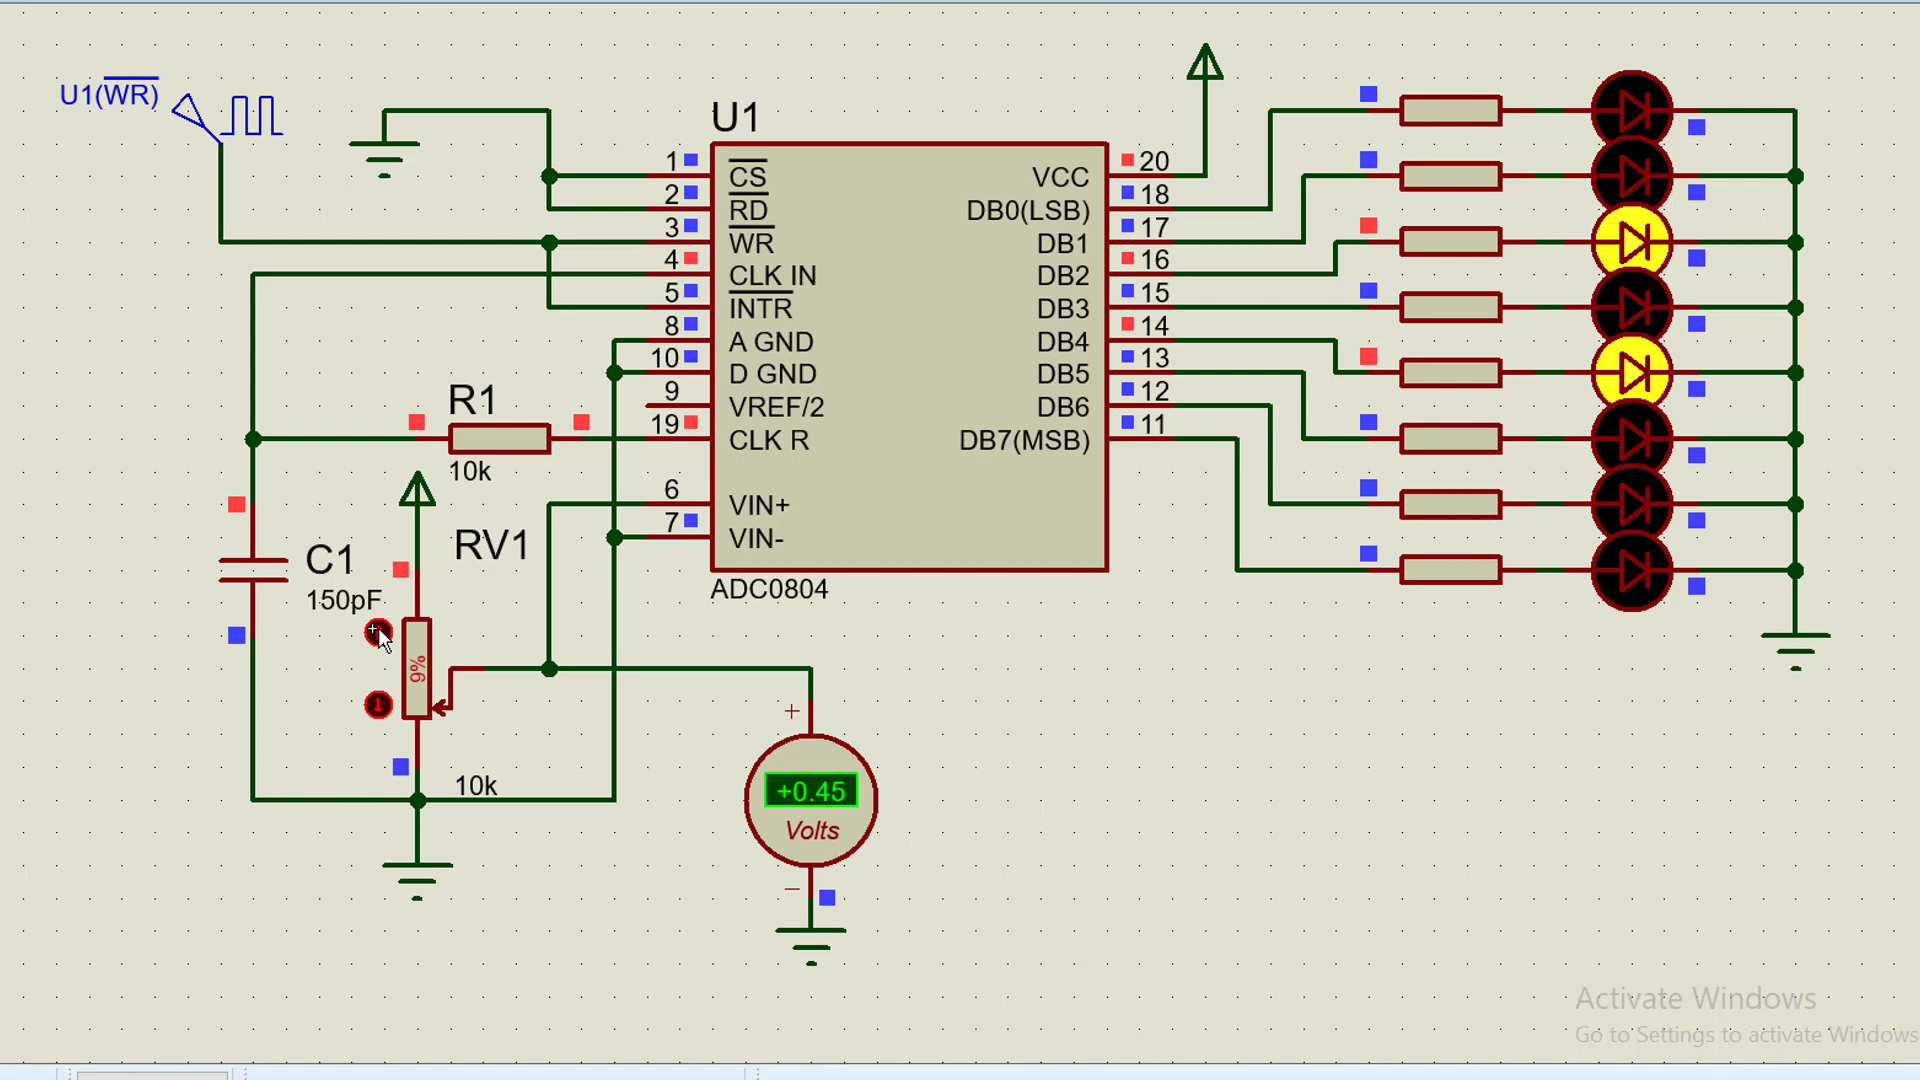 U1(WR)
U1
1
CS
2
RD
3
WR
4
CLK IN
5
INTR
8
A GND
10
D GND
9
VREF/2
19
CLK R
6
VIN+
7
VIN-
20
VCC
18
DB0(LSB)
17
DB1
16
DB2
15
DB3
14
DB4
13
DB5
12
DB6
11
DB7(MSB)
ADC0804
R1
10k
C1
150pF
RV1
9%
10k
+
+0.45
Volts
−
Activate Windows
Go to Settings to activate Windows